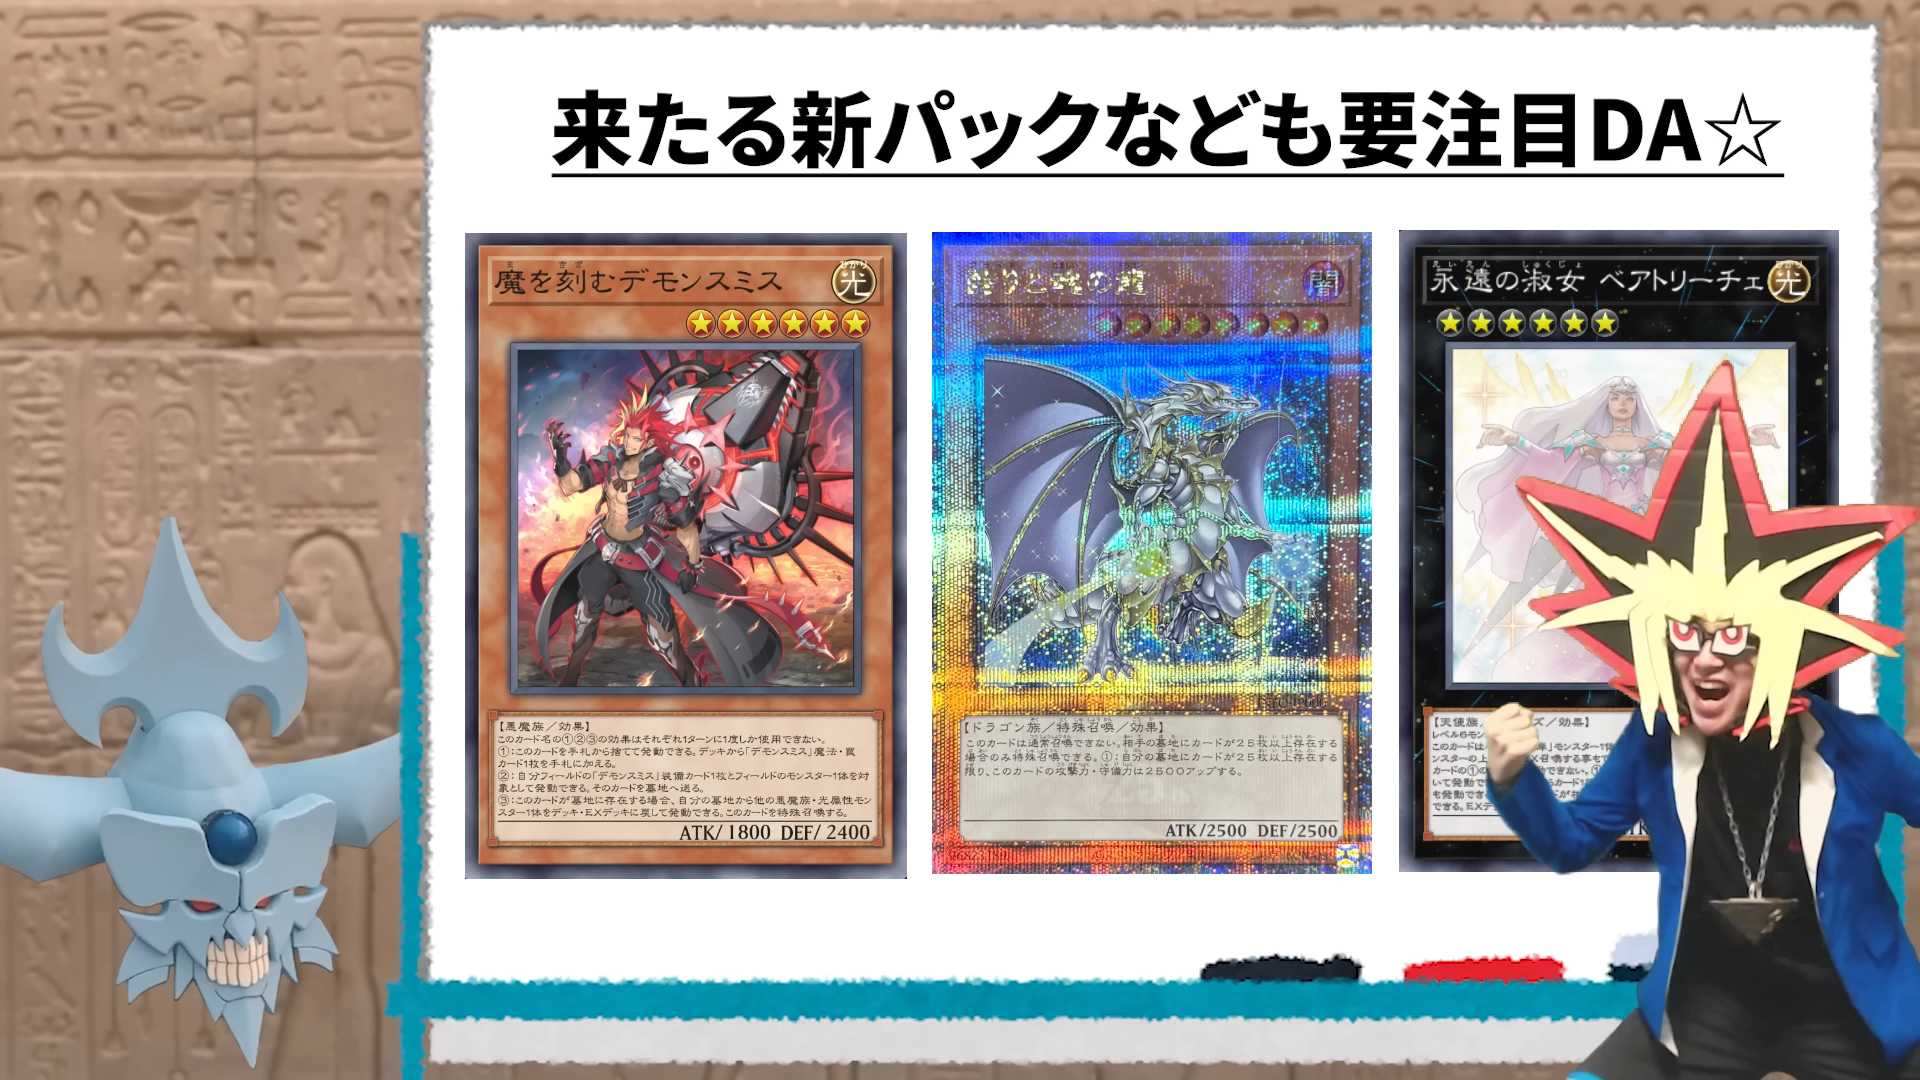 来たる新パックなども要注目DA☆
魔を刻むデモンスミス
光
【悪魔族／効果】
このカード名の①②③の効果はそれぞれ1ターンに1度しか使用できない。
①：このカードを手札から捨てて発動できる。デッキから「デモンスミス」魔法・罠
カード1枚を手札に加える。
②：自分フィールドの「デモンスミス」装備カード1枚とフィールドのモンスター1体を対
象として発動できる。そのカードを墓地へ送る。
③：このカードが墓地に存在する場合、自分の墓地から他の悪魔族・光属性モン
スター1体をデッキ・EXデッキに戻して発動できる。このカードを特殊召喚する。
ATK/ 1800 DEF/ 2400
誇りと魂の龍
闇
【ドラゴン族／特殊召喚／効果】
このカードは通常召喚できない。相手の墓地にカードが２５枚以上存在する
場合のみ特殊召喚できる。①：自分の墓地にカードが２５枚以上存在する
限り、このカードの攻撃力・守備力は２５００アップする。
ATK/2500 DEF/2500
永遠の淑女 ベアトリーチェ
光
【天使族／
ズ／効果】
レベル6モン